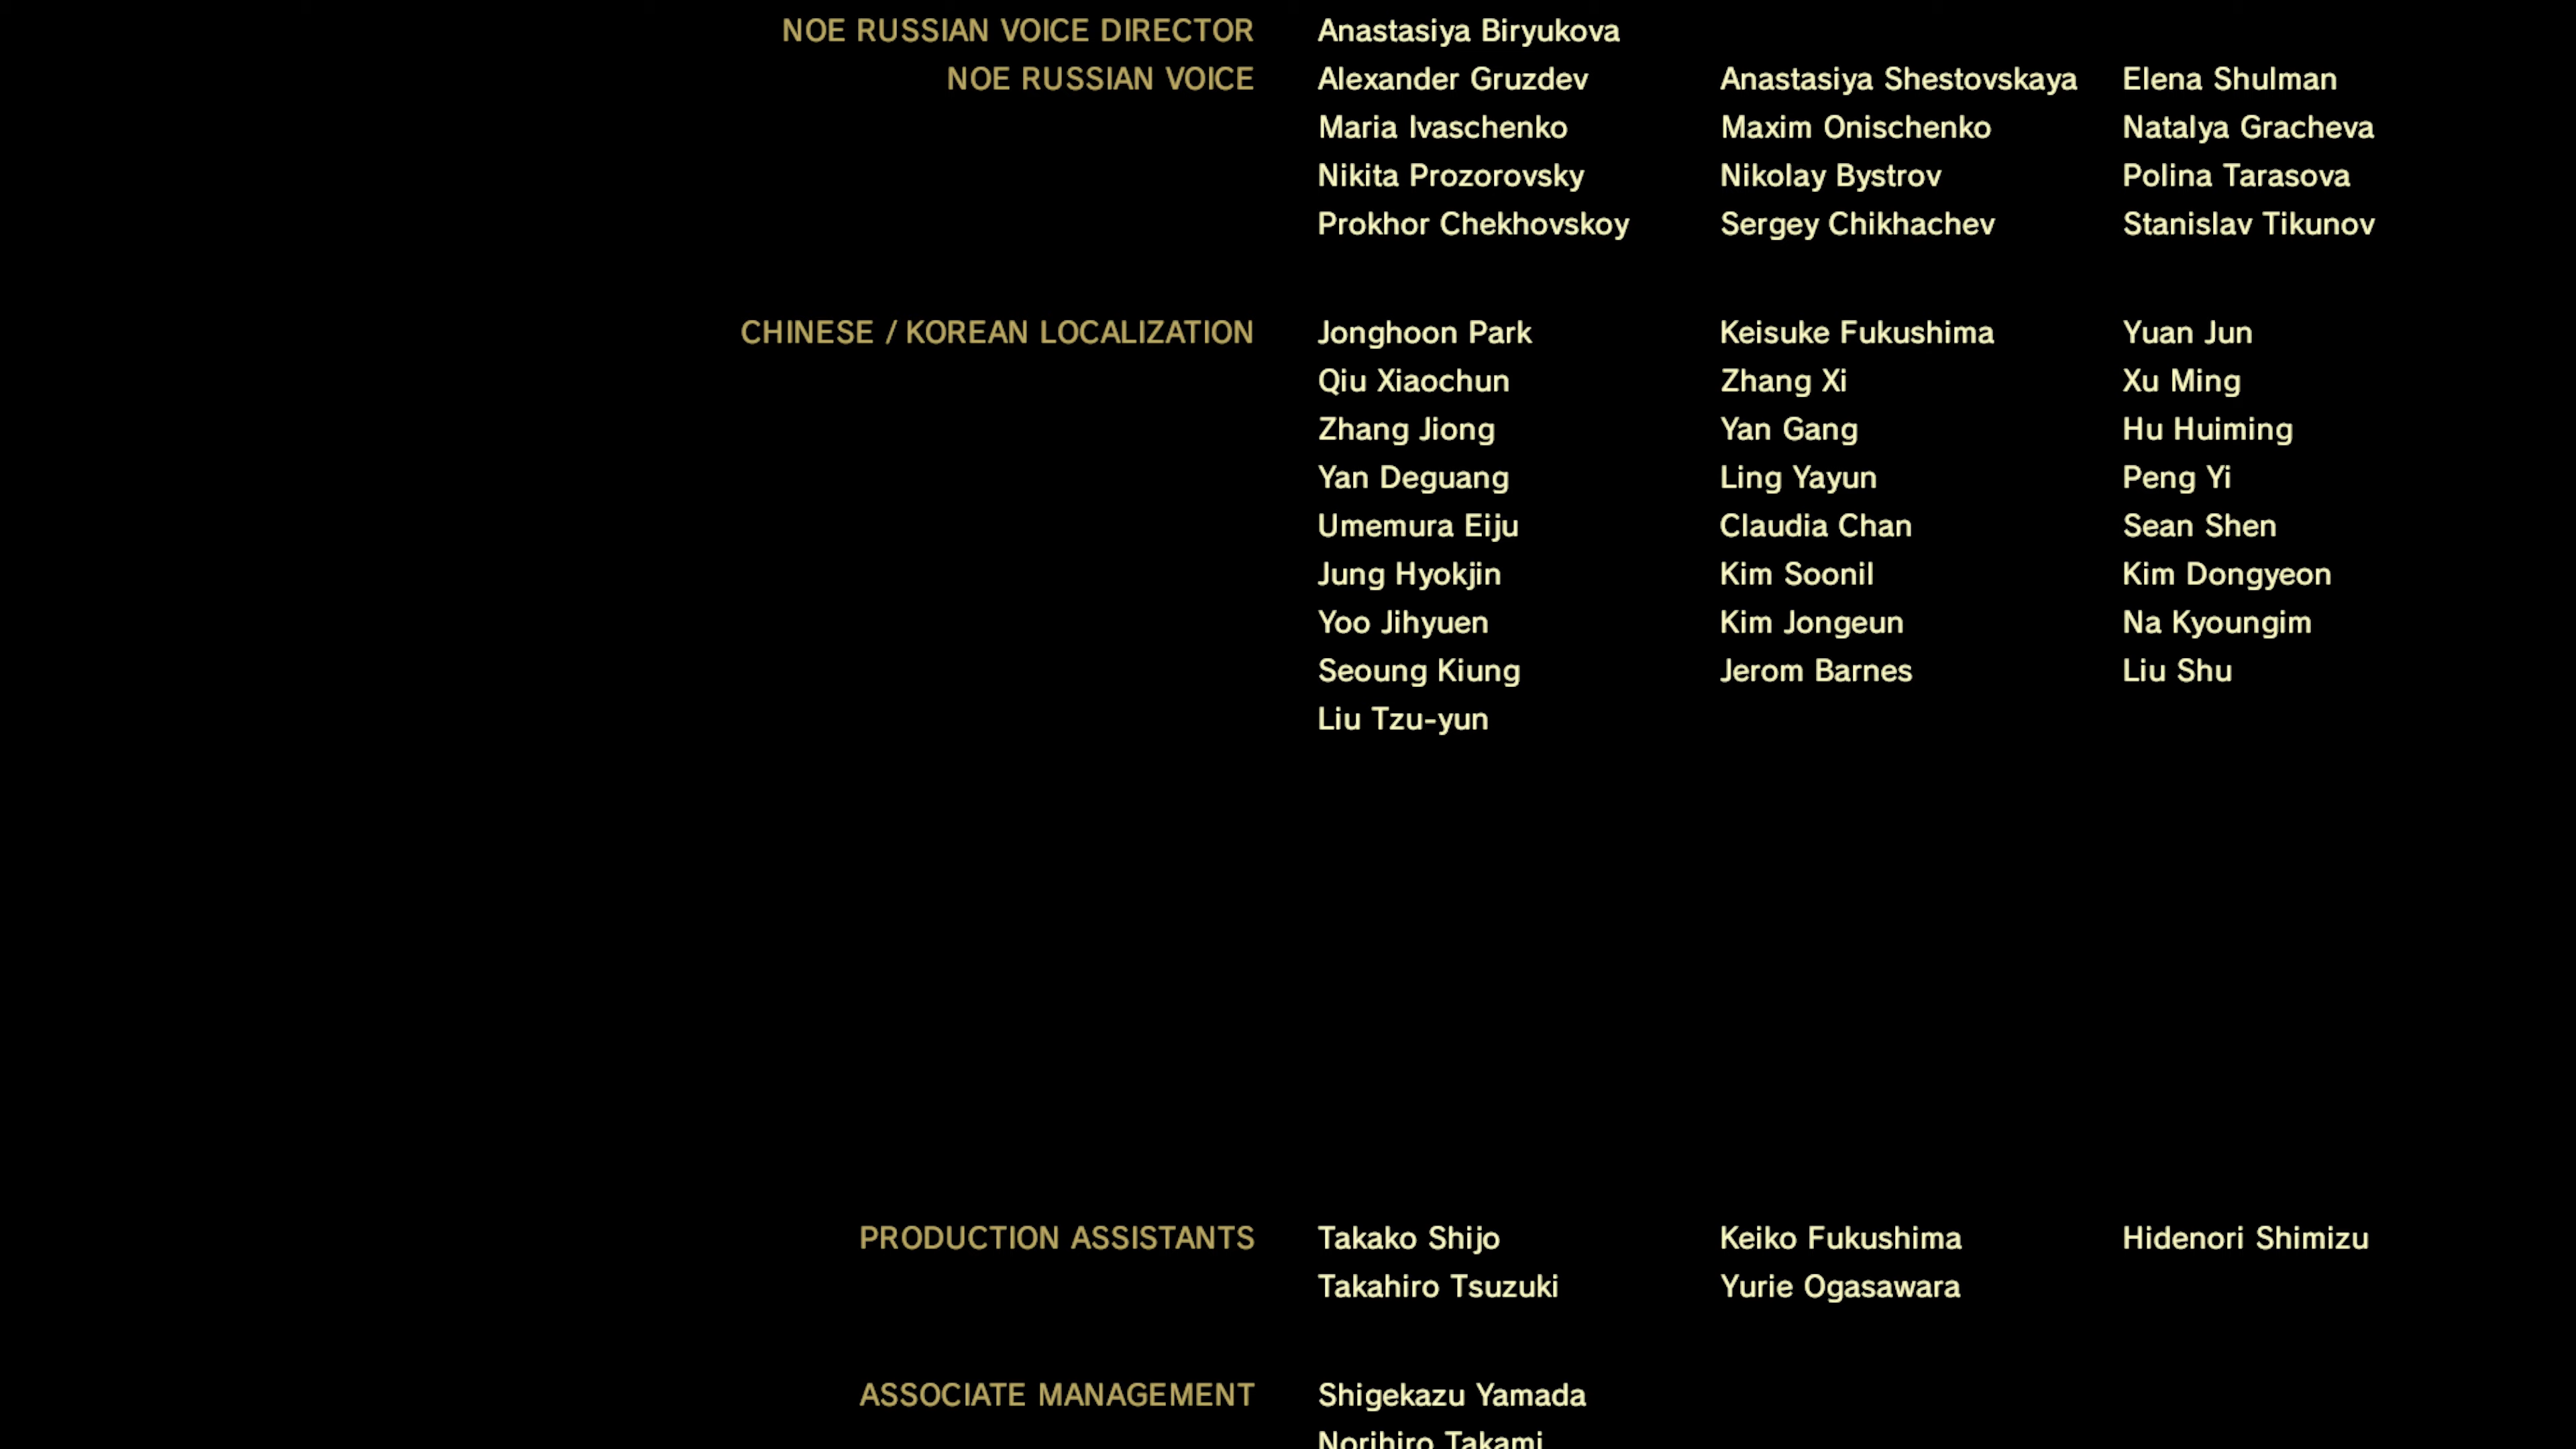 NOE RUSSIAN VOICE DIRECTOR Anastasiya Biryukova
NOE RUSSIAN VOICE Alexander Gruzdev Anastasiya Shestovskaya Elena Shulman
Maria Ivaschenko Maxim Onischenko Natalya Gracheva
Nikita Prozorovsky Nikolay Bystrov Polina Tarasova
Prokhor Chekhovskoy Sergey Chikhachev Stanislav Tikunov
CHINESE / KOREAN LOCALIZATION Jonghoon Park Keisuke Fukushima Yuan Jun
Qiu Xiaochun Zhang Xi Xu Ming
Zhang Jiong Yan Gang Hu Huiming
Yan Deguang Ling Yayun Peng Yi
Umemura Eiju Claudia Chan Sean Shen
Jung Hyokjin Kim Soonil Kim Dongyeon
Yoo Jihyuen Kim Jongeun Na Kyoungim
Seoung Kiung Jerom Barnes Liu Shu
Liu Tzu-yun
PRODUCTION ASSISTANTS Takako Shijo Keiko Fukushima Hidenori Shimizu
Takahiro Tsuzuki Yurie Ogasawara
ASSOCIATE MANAGEMENT Shigekazu Yamada
Norihiro Takami